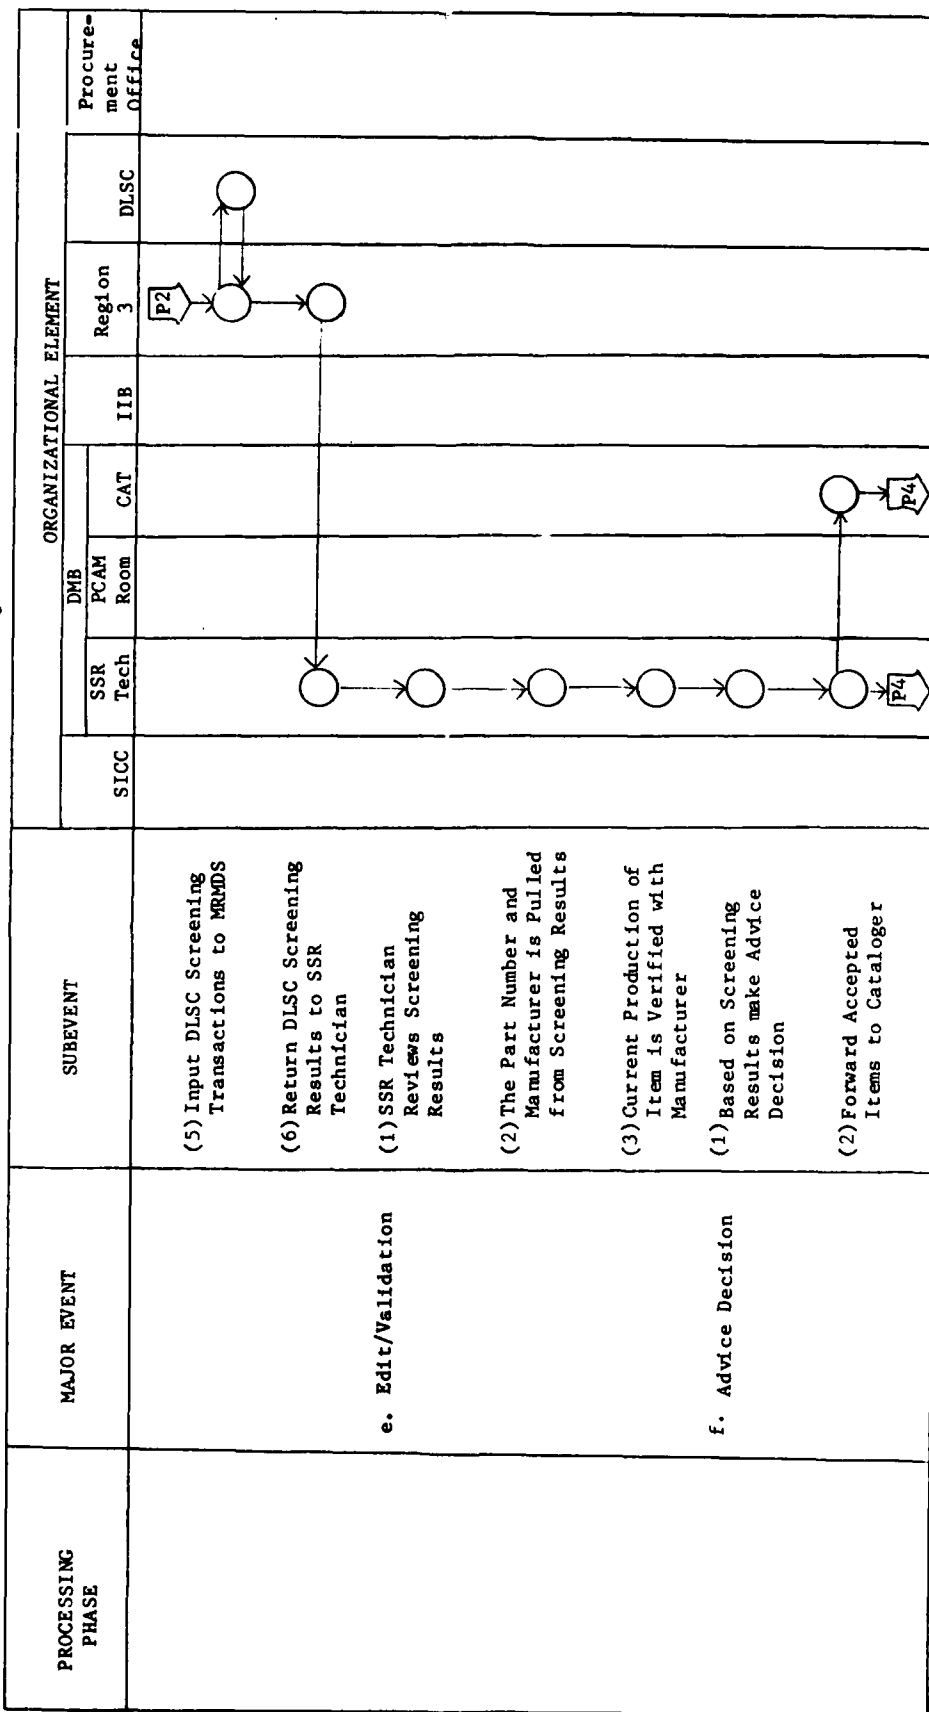 PROCESSING
PHASE
MAJOR EVENT
SUBEVENT
ORGANIZATIONAL ELEMENT
SICC
DMB
SSR
Tech
PCAM
Room
CAT
IIB
Region
3
DLSC
Procure-
ment
Office
(5) Input DLSC Screening
Transactions to MRMDS
P2
(6) Return DLSC Screening
Results to SSR
Technician
e. Edit/Validation
(1) SSR Technician
Reviews Screening
Results
(2) The Part Number and
Manufacturer is Pulled
from Screening Results
(3) Current Production of
Item is Verified with
Manufacturer
f. Advice Decision
(1) Based on Screening
Results make Advice
Decision
(2) Forward Accepted
Items to Cataloger
P4
P4